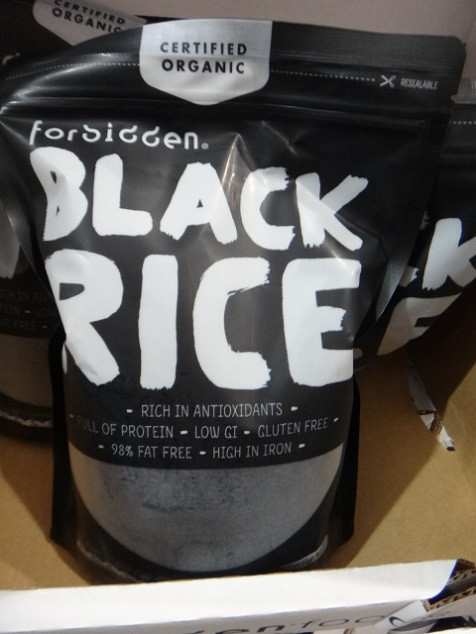 ORGANIC
CERTIFIED
ORGANIC
RESEALABLE
forbidden®
BLACK
RICE
- RICH IN ANTIOXIDANTS -
- FULL OF PROTEIN - LOW GI - GLUTEN FREE -
- 98% FAT FREE - HIGH IN IRON -